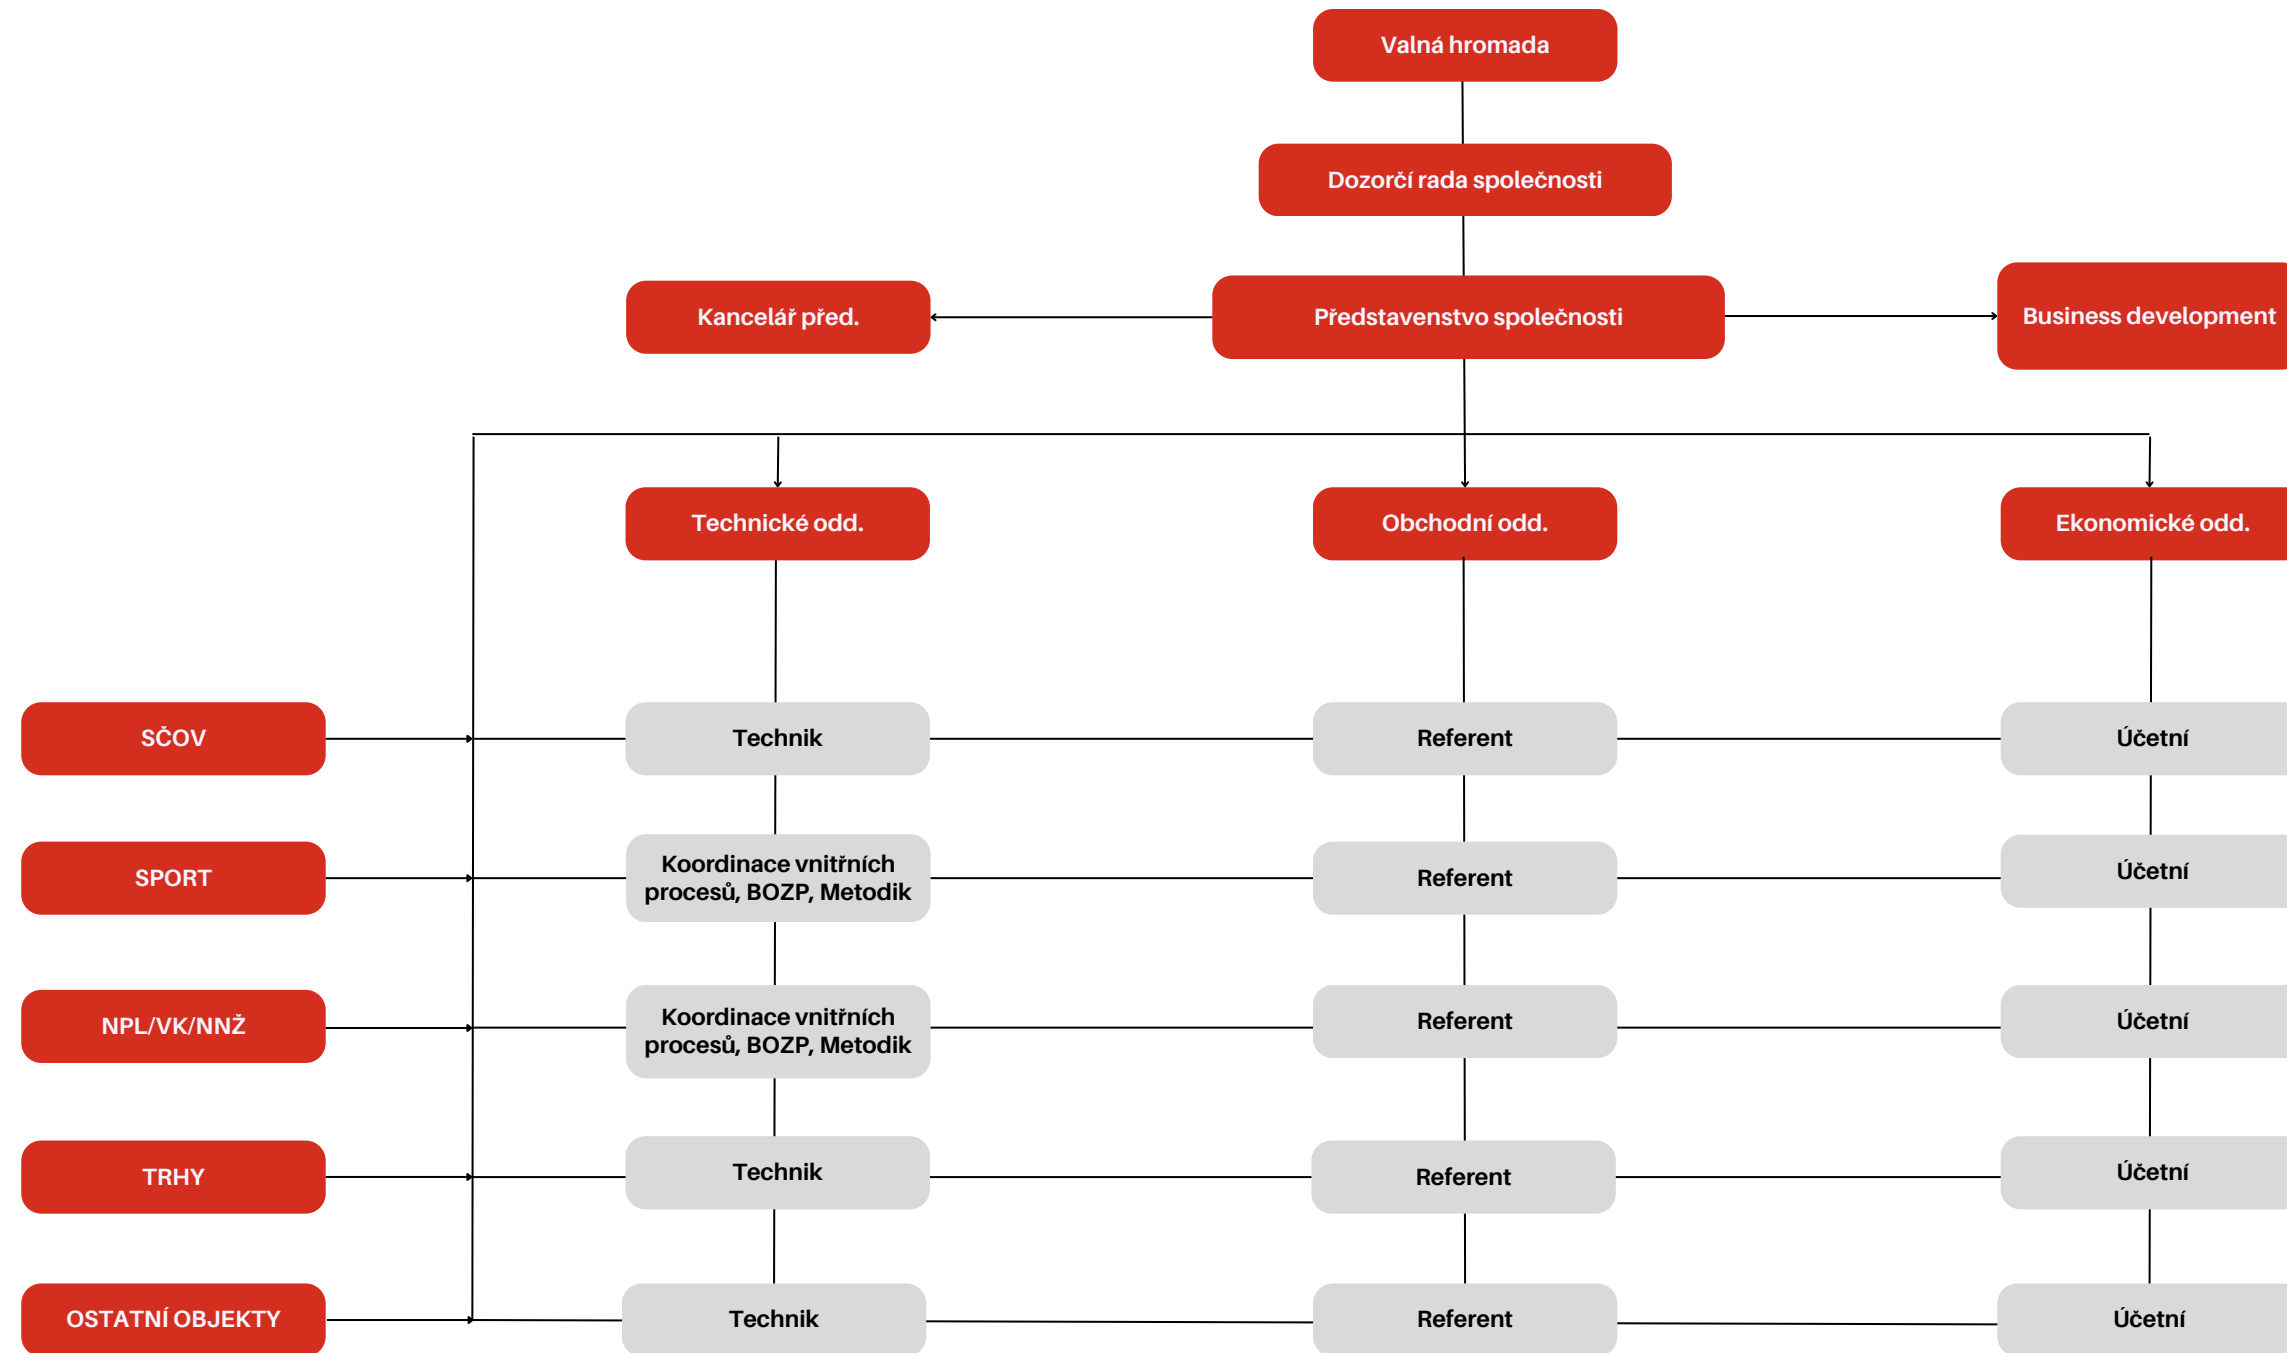 Valná hromada
Dozorčí rada společnosti
Kancelář před.
Představenstvo společnosti
Business development
Technické odd.
Obchodní odd.
Ekonomické odd.
SČOV
Technik
Referent
Účetní
SPORT
Koordinace vnitřních
procesů, BOZP, Metodik
Referent
Účetní
NPL/VK/NNŽ
Koordinace vnitřních
procesů, BOZP, Metodik
Referent
Účetní
TRHY
Technik
Referent
Účetní
OSTATNÍ OBJEKTY
Technik
Referent
Účetní